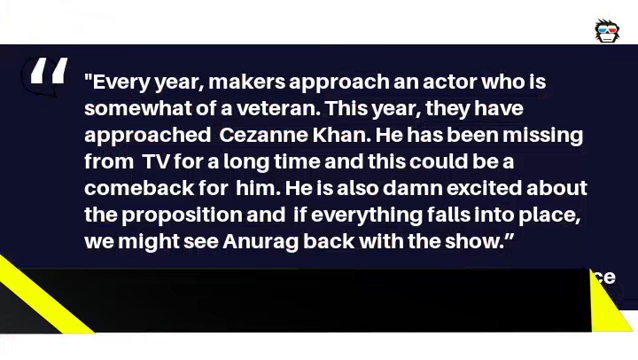 "Every year, makers approach an actor who is
somewhat of a veteran. This year, they have
approached Cezanne Khan. He has been missing
from TV for a long time and this could be a
comeback for him. He is also damn excited about
the proposition and if everything falls into place,
we might see Anurag back with the show.”